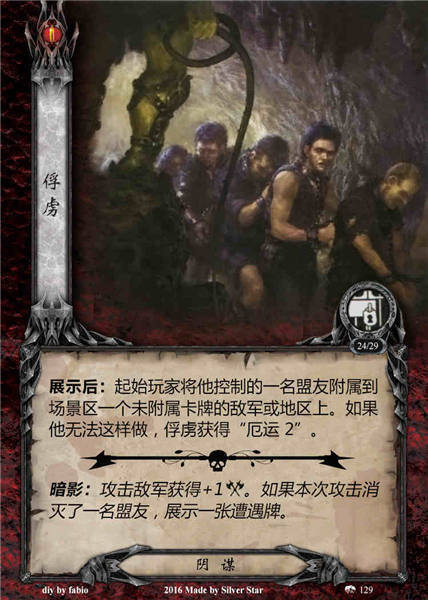 俘虏
24/29
展示后：起始玩家将他控制的一名盟友附属到
场景区一个未附属卡牌的敌军或地区上。如果
他无法这样做，俘虏获得“厄运 2”。
暗影：攻击敌军获得+1。如果本次攻击消
灭了一名盟友，展示一张遭遇牌。
阴谋
diy by fabio
2016 Made by Silver Star
129